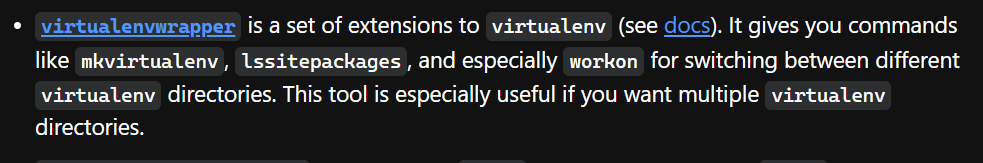 • virtualenvwrapper is a set of extensions to virtualenv (see docs). It gives you commands
like mkvirtualenv, lssitepackages, and especially workon for switching between different
virtualenv directories. This tool is especially useful if you want multiple virtualenv
directories.